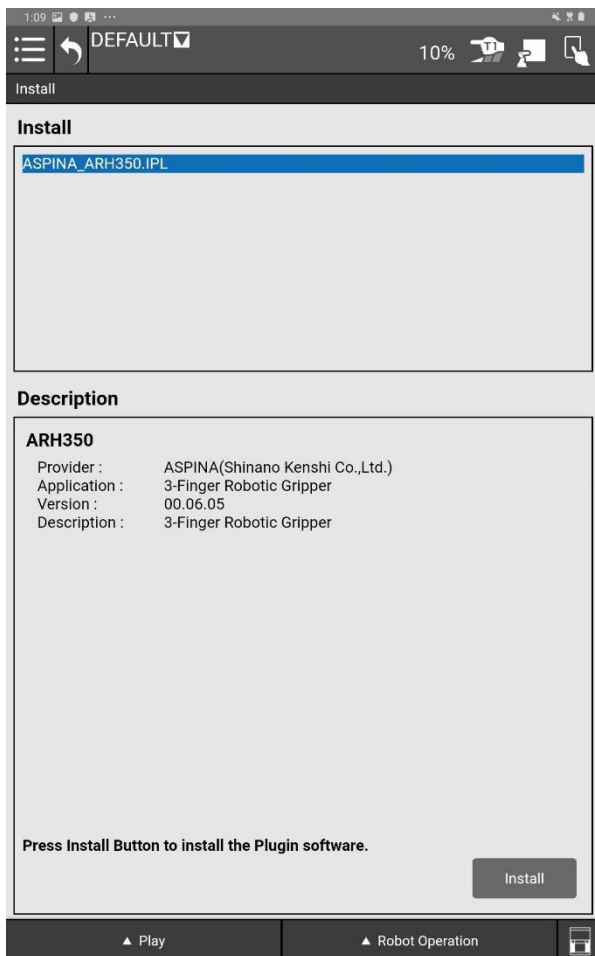 1:09
DEFAULT
10%
T1
Install
Install
ASPINA_ARH350.IPL
Description
ARH350
Provider : ASPINA(Shinano Kenshi Co.,Ltd.)
Application : 3-Finger Robotic Gripper
Version : 00.06.05
Description : 3-Finger Robotic Gripper
Press Install Button to install the Plugin software.
Install
▲ Play
▲ Robot Operation